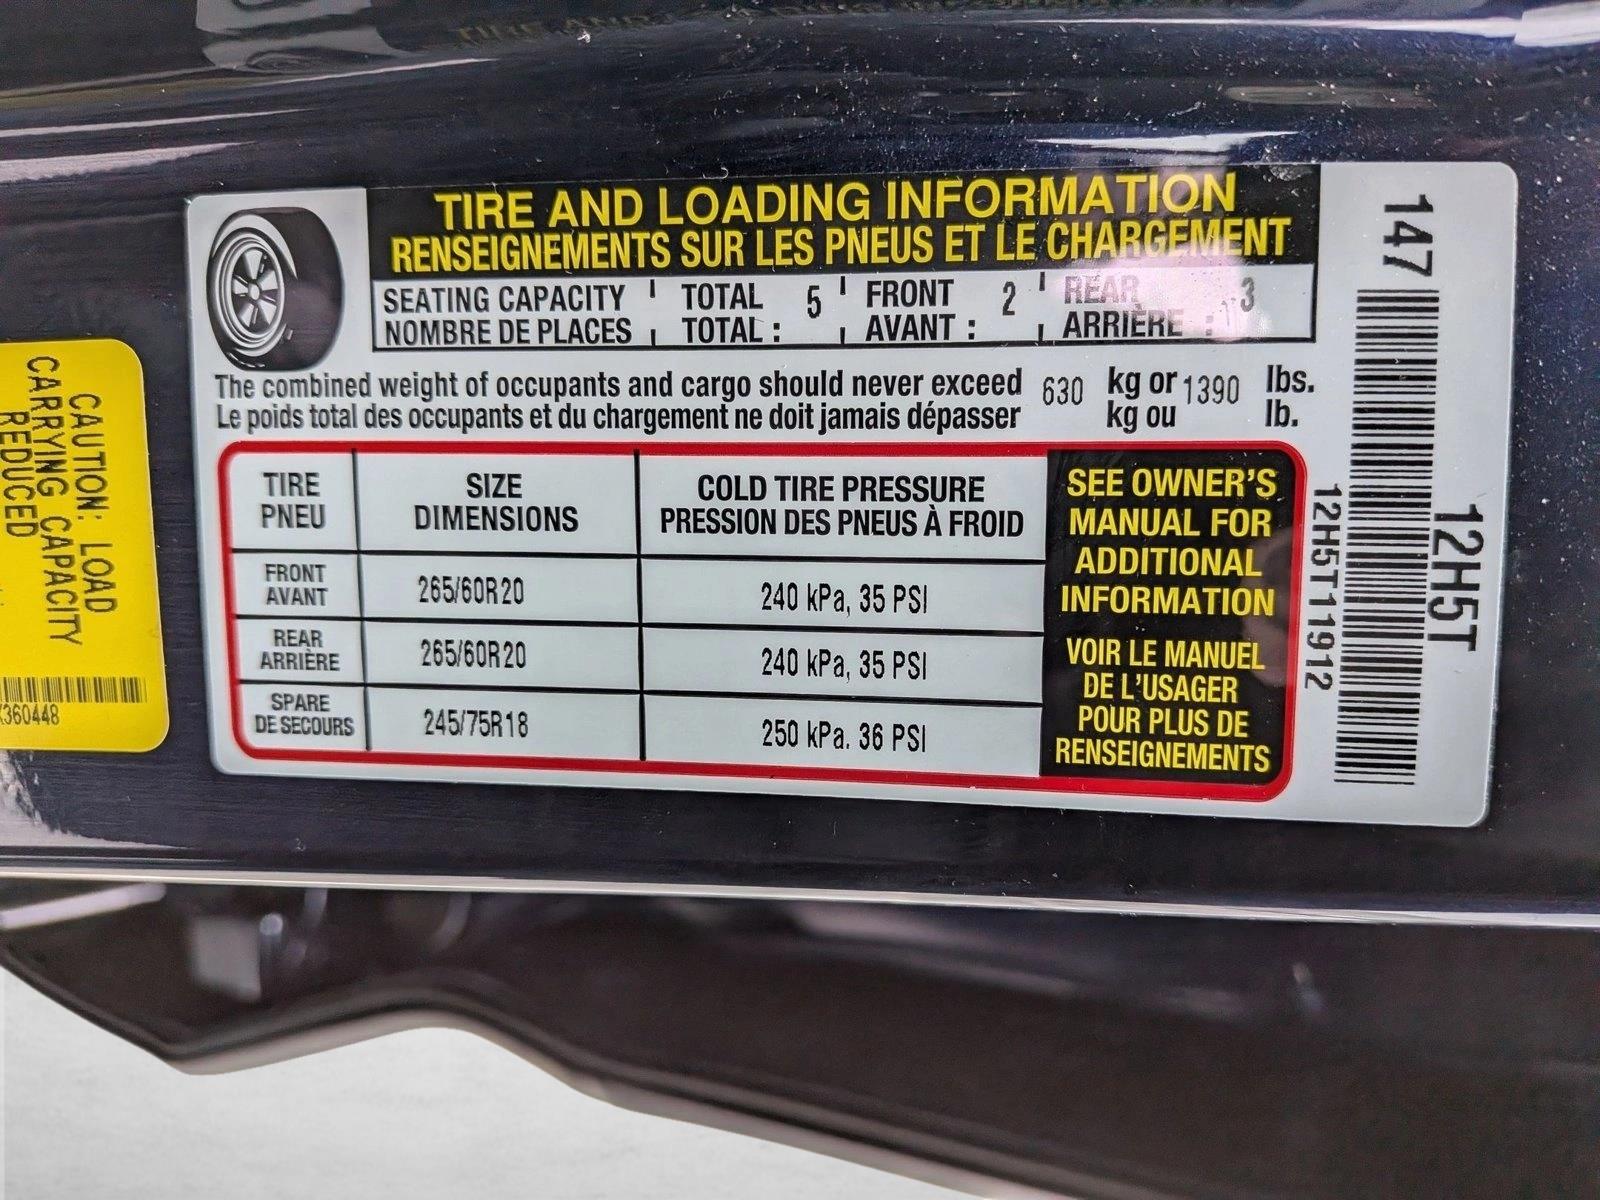 TIRE AND LOADING INFORMATION
RENSEIGNEMENTS SUR LES PNEUS ET LE CHARGEMENT
SEATING CAPACITY TOTAL 5 FRONT 2 REAR 3
NOMBRE DE PLACES TOTAL : AVANT : ARRIÈRE :
The combined weight of occupants and cargo should never exceed 630 kg or 1390 lbs.
Le poids total des occupants et du chargement ne doit jamais dépasser kg ou lb.
TIRE SIZE COLD TIRE PRESSURE
PNEU DIMENSIONS PRESSION DES PNEUS À FROID
FRONT
AVANT 265/60R20 240 kPa, 35 PSI
REAR
ARRIÈRE 265/60R20 240 kPa, 35 PSI
SPARE
DE SECOURS 245/75R18 250 kPa. 36 PSI
SEE OWNER'S
MANUAL FOR
ADDITIONAL
INFORMATION
VOIR LE MANUEL
DE L'USAGER
POUR PLUS DE
RENSEIGNEMENTS
147
12H5T
12H5T11912
CAUTION: LOAD
CARRYING CAPACITY
REDUCED
360448